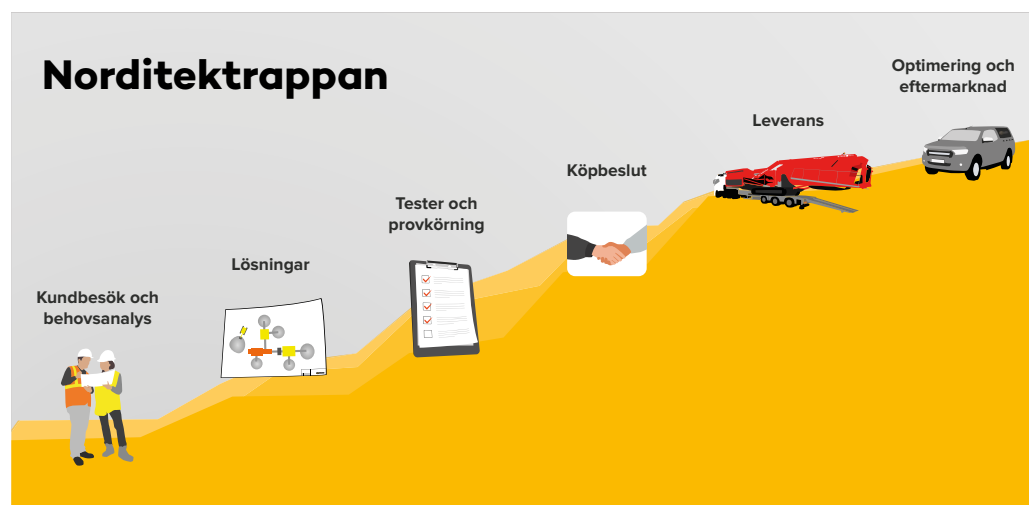 Norditektrappan
Kundbesök och
behovsanalys
Lösningar
Tester och
provkörning
Köpbeslut
Leverans
Optimering och
eftermarknad